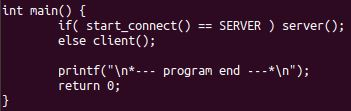 int main() {
        if( start_connect() == SERVER ) server();
        else client();

        printf("\n*--- program end ---*\n");
        return 0;
}